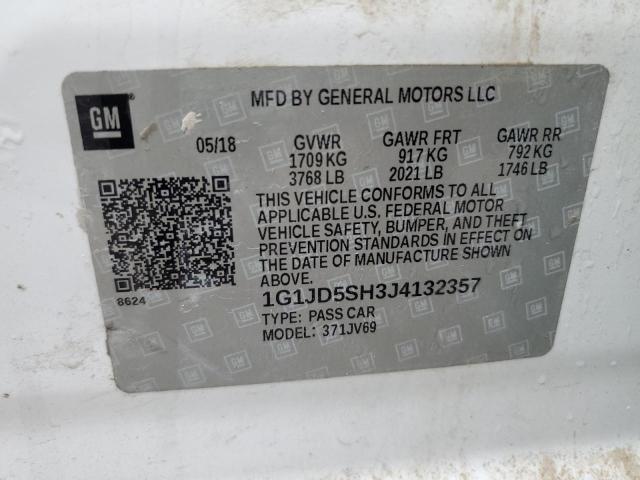 GM
MFD BY GENERAL MOTORS LLC
05/18 GVWR GAWR FRT GAWR RR
1709 KG 917 KG 792 KG
3768 LB 2021 LB 1746 LB
THIS VEHICLE CONFORMS TO ALL
APPLICABLE U.S. FEDERAL MOTOR
VEHICLE SAFETY, BUMPER, AND THEFT
PREVENTION STANDARDS IN EFFECT ON
THE DATE OF MANUFACTURE SHOWN
ABOVE.
8624
1G1JD5SH3J4132357
TYPE: PASS CAR
MODEL: 371JV69